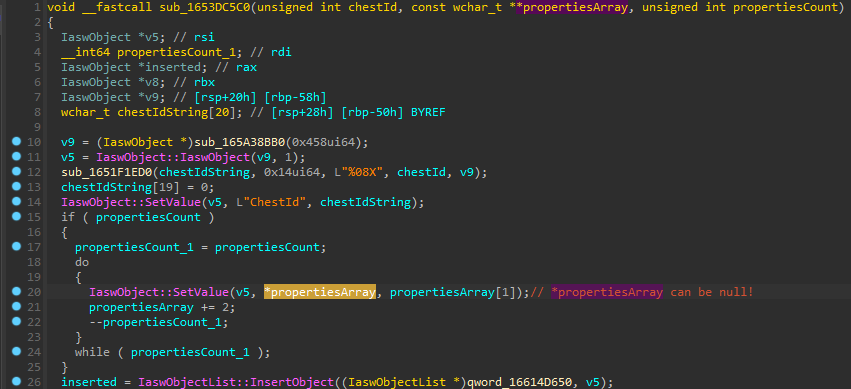 1 void __fastcall sub_1653DC5C0(unsigned int chestId, const wchar_t **propertiesArray, unsigned int propertiesCount)
2 {
3 IaswObject *v5; // rsi
4 __int64 propertiesCount_1; // rdi
5 IaswObject *inserted; // rax
6 IaswObject *v8; // rbx
7 IaswObject *v9; // [rsp+20h] [rbp-58h]
8 wchar_t chestIdString[20]; // [rsp+28h] [rbp-50h] BYREF
9
10 v9 = (IaswObject *)sub_165A38BB0(0x458ui64);
11 v5 = IaswObject::IaswObject(v9, 1);
12 sub_1651F1ED0(chestIdString, 0x14ui64, L"%08X", chestId, v9);
13 chestIdString[19] = 0;
14 IaswObject::SetValue(v5, L"ChestId", chestIdString);
15 if ( propertiesCount )
16 {
17 propertiesCount_1 = propertiesCount;
18 do
19 {
20 IaswObject::SetValue(v5, *propertiesArray, propertiesArray[1]);// *propertiesArray can be null!
21 propertiesArray += 2;
22 --propertiesCount_1;
23 }
24 while ( propertiesCount_1 );
25 }
26 inserted = IaswObjectList::InsertObject((IaswObjectList *)qword_16614D650, v5);